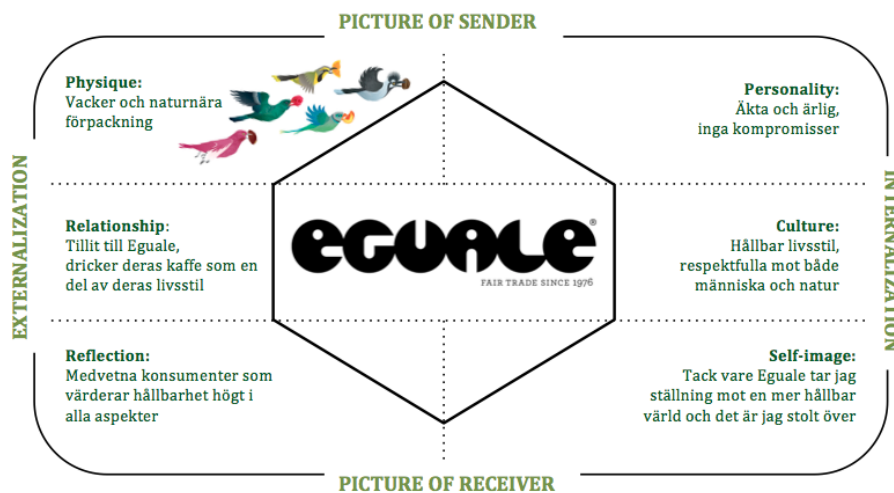 PICTURE OF SENDER
Physique:
Vacker och naturnära
förpackning
Personality:
Äkta och ärlig,
inga kompromisser
EXTERNALIZATION
INTERNALIZATION
Relationship:
Tillit till Eguale,
dricker deras kaffe som en
del av deras livsstil
eGUALe®
FAIR TRADE SINCE 1976
Culture:
Hållbar livsstil,
respektfulla mot både
människa och natur
Reflection:
Medvetna konsumenter som
värderar hållbarhet högt i
alla aspekter
Self-image:
Tack vare Eguale tar jag
ställning mot en mer hållbar
värld och det är jag stolt över
PICTURE OF RECEIVER